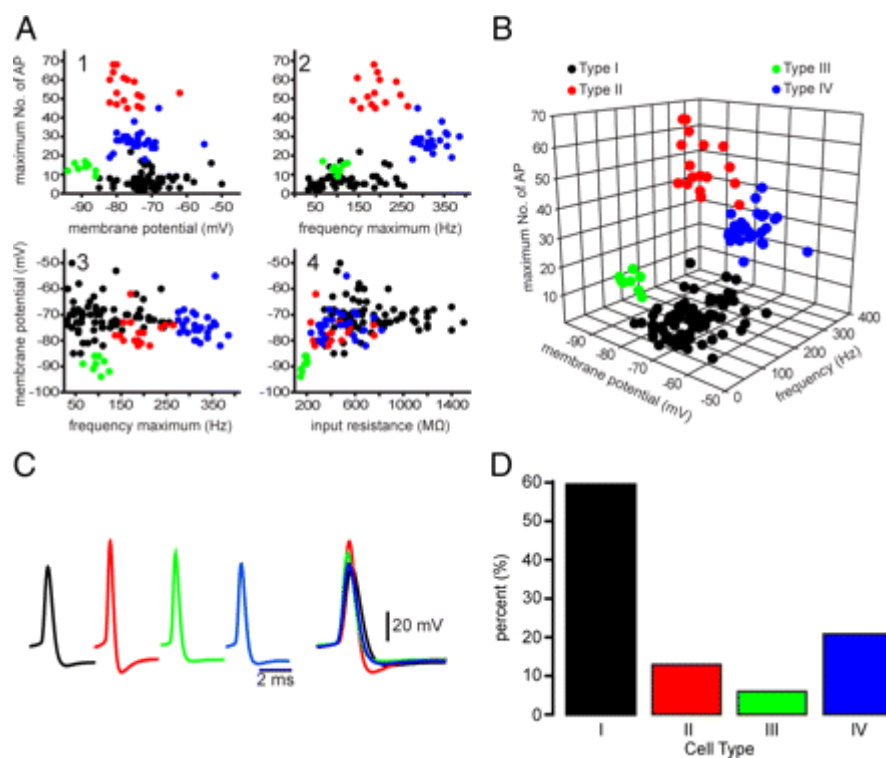 A
1
maximum No. of AP
70
60
50
40
30
20
10
0
-90 -80 -70 -60 -50
membrane potential (mV)
2
70
60
50
40
30
20
10
0
50 150 250 350
frequency maximum (Hz)
3
membrane potential (mV)
-50
-60
-70
-80
-90
-100
50 150 250 350
frequency maximum (Hz)
4
-50
-60
-70
-80
-90
-100
200 600 1000 1400
input resistance (MΩ)
B
Type I
Type II
Type III
Type IV
maximum No. of AP
70
60
50
40
30
20
10
-90
-80
-70
-60
-50
membrane potential (mV)
0
100
200
300
400
frequency (Hz)
C
20 mV
2 ms
D
percent (%)
60
50
40
30
20
10
0
I II III IV
Cell Type